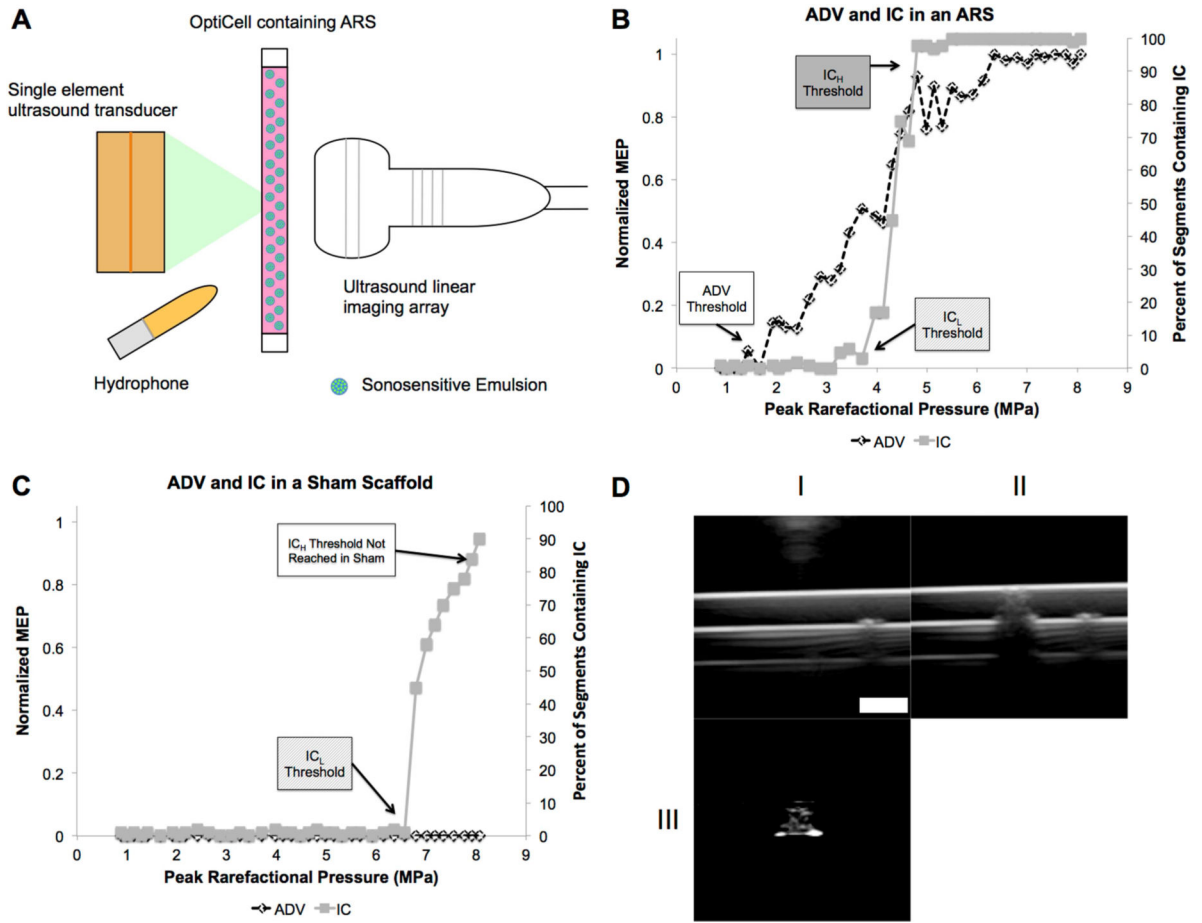 A
OptiCell containing ARS
Single element
ultrasound transducer
Ultrasound linear
imaging array
Hydrophone
Sonosensitive Emulsion
B
ADV and IC in an ARS
Normalized MEP
1
0.8
0.6
0.4
0.2
0
100
90
80
70
60
50
40
30
20
10
0
Percent of Segments Containing IC
IC_H
Threshold
ADV
Threshold
IC_L
Threshold
0 1 2 3 4 5 6 7 8 9
Peak Rarefactional Pressure (MPa)
ADV IC
C
ADV and IC in a Sham Scaffold
Normalized MEP
1
0.8
0.6
0.4
0.2
0
100
90
80
70
60
50
40
30
20
10
0
Percent of Segments Containing IC
IC_H Threshold Not
Reached in Sham
IC_L
Threshold
0 1 2 3 4 5 6 7 8 9
Peak Rarefactional Pressure (MPa)
ADV IC
D
I II
III